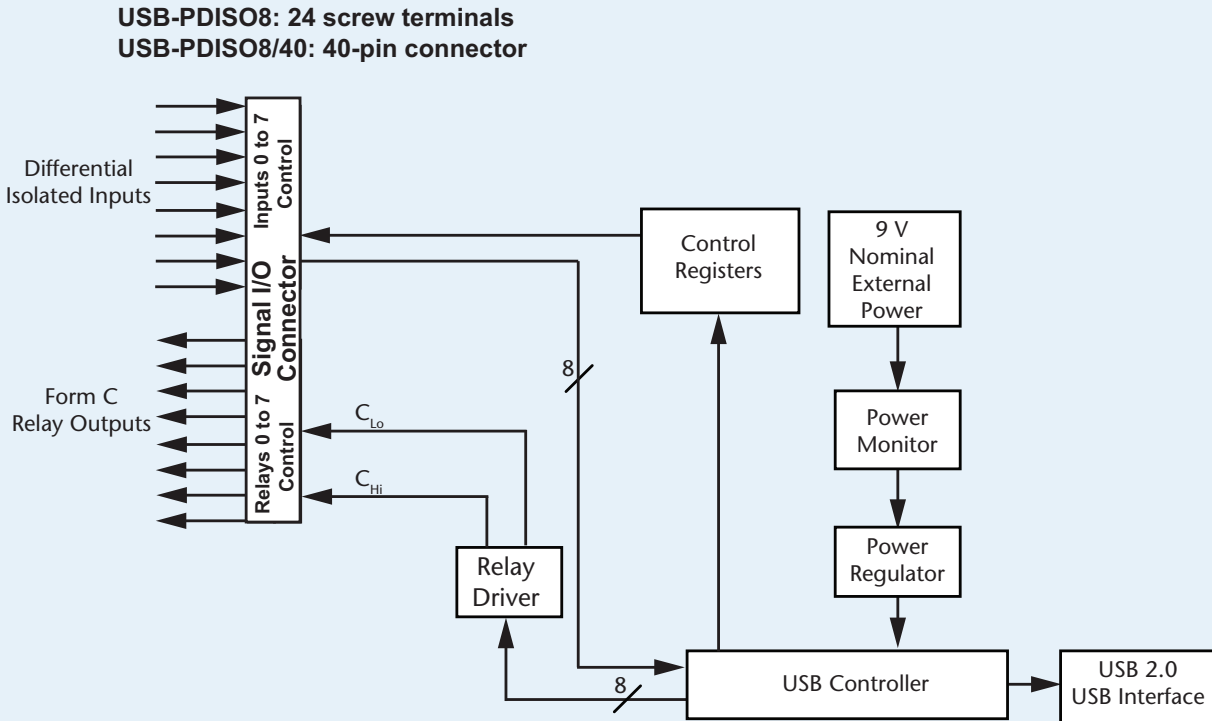 USB-PDISO8: 24 screw terminals
USB-PDISO8/40: 40-pin connector
Differential
Isolated Inputs
Inputs 0 to 7
Control
Signal I/O
Connector
Relays 0 to 7
Control
Form C
Relay Outputs
Control
Registers
9 V
Nominal
External
Power
8
CLo
CHi
Power
Monitor
Power
Regulator
Relay
Driver
8
USB Controller
USB 2.0
USB Interface